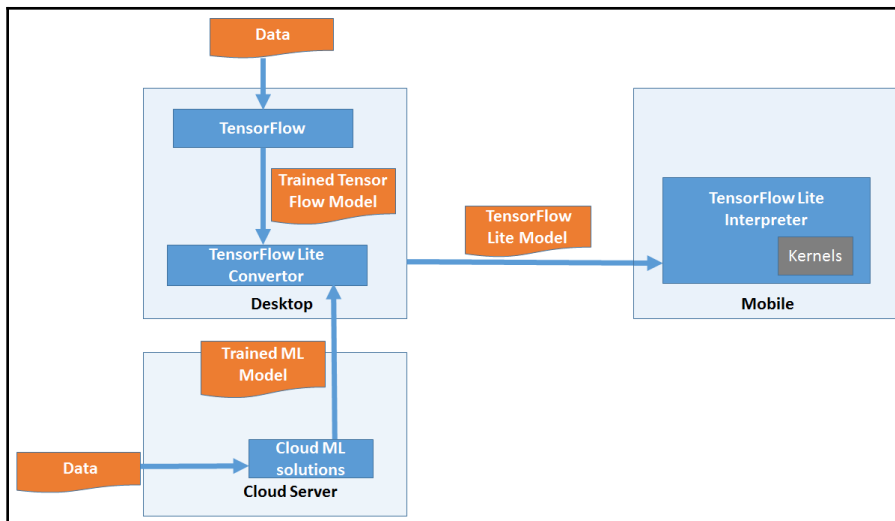 Data
TensorFlow
Trained Tensor
Flow Model
TensorFlow Lite
Convertor
Desktop
TensorFlow
Lite Model
TensorFlow Lite
Interpreter
Kernels
Mobile
Trained ML
Model
Data
Cloud ML
solutions
Cloud Server